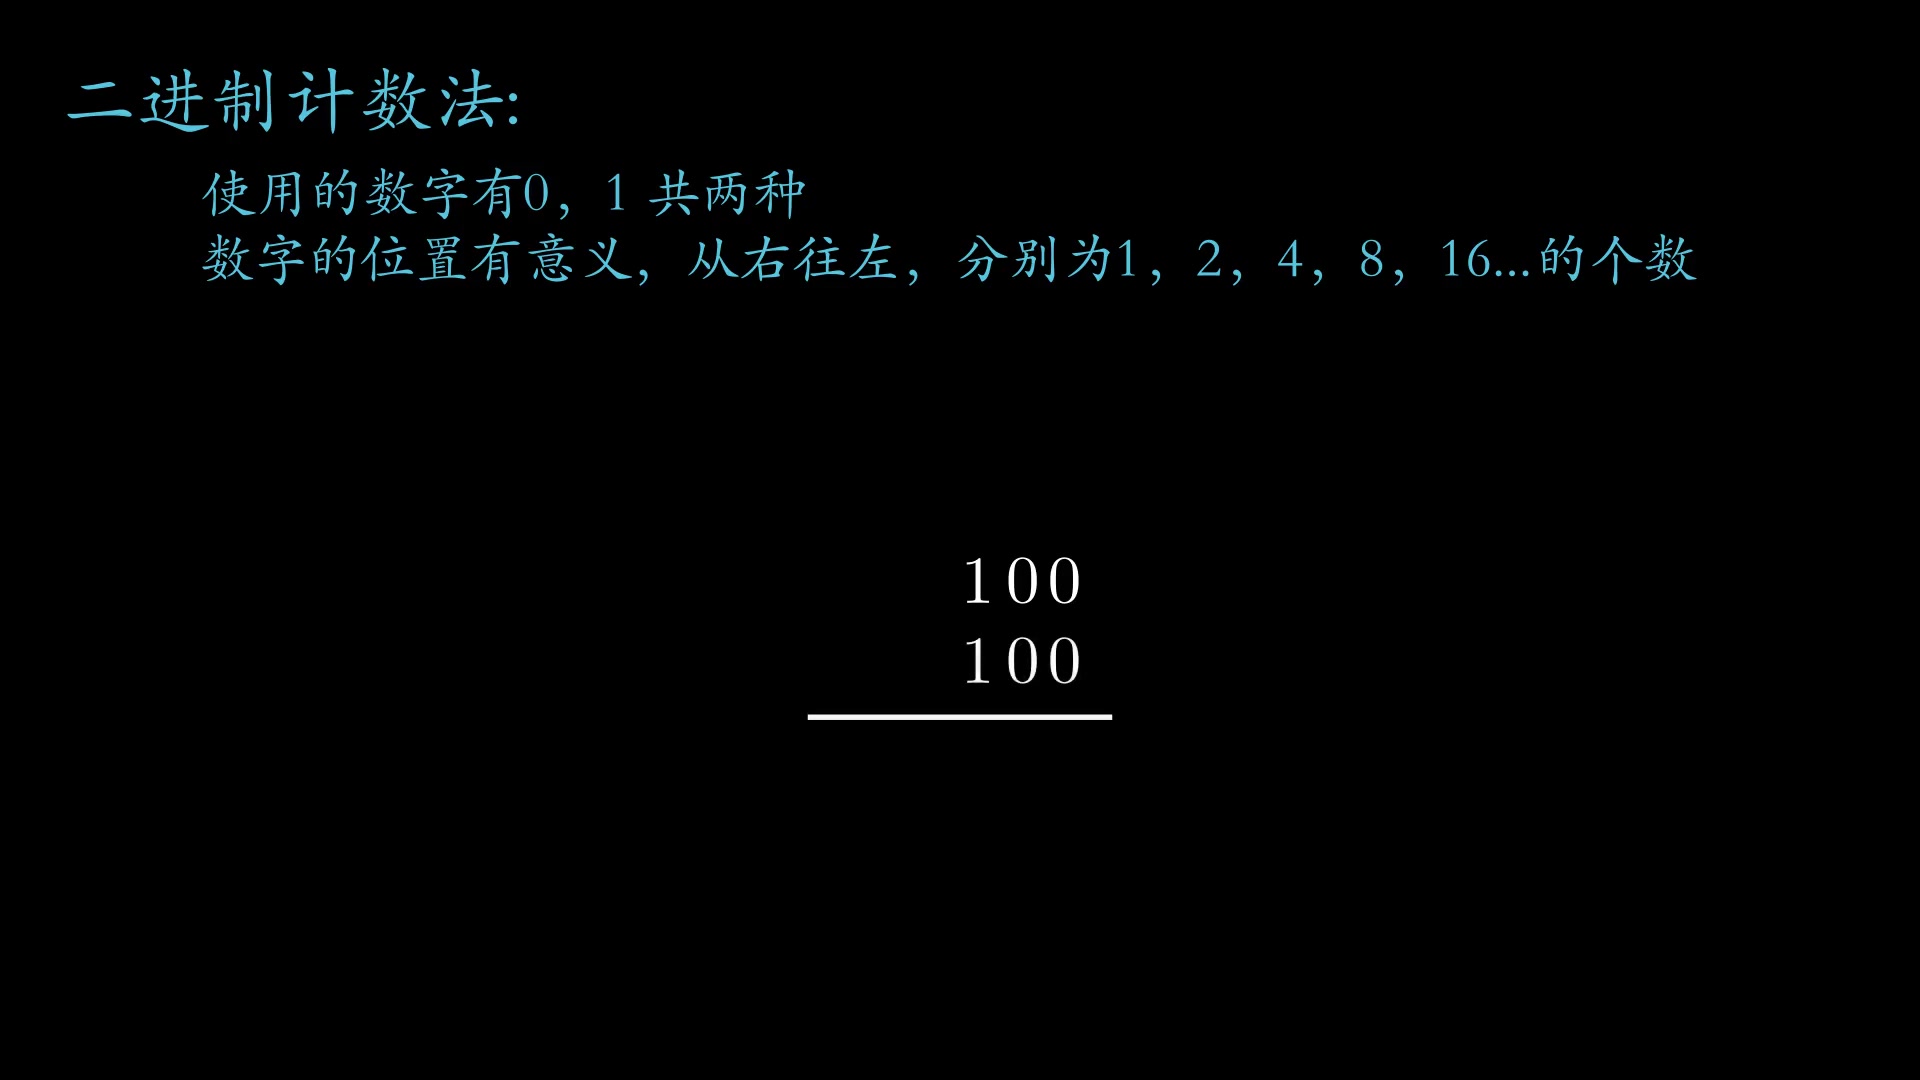 二进制计数法:
使用的数字有0，1 共两种
数字的位置有意义，从右往左，分别为1，2，4，8，16...的个数
100
100